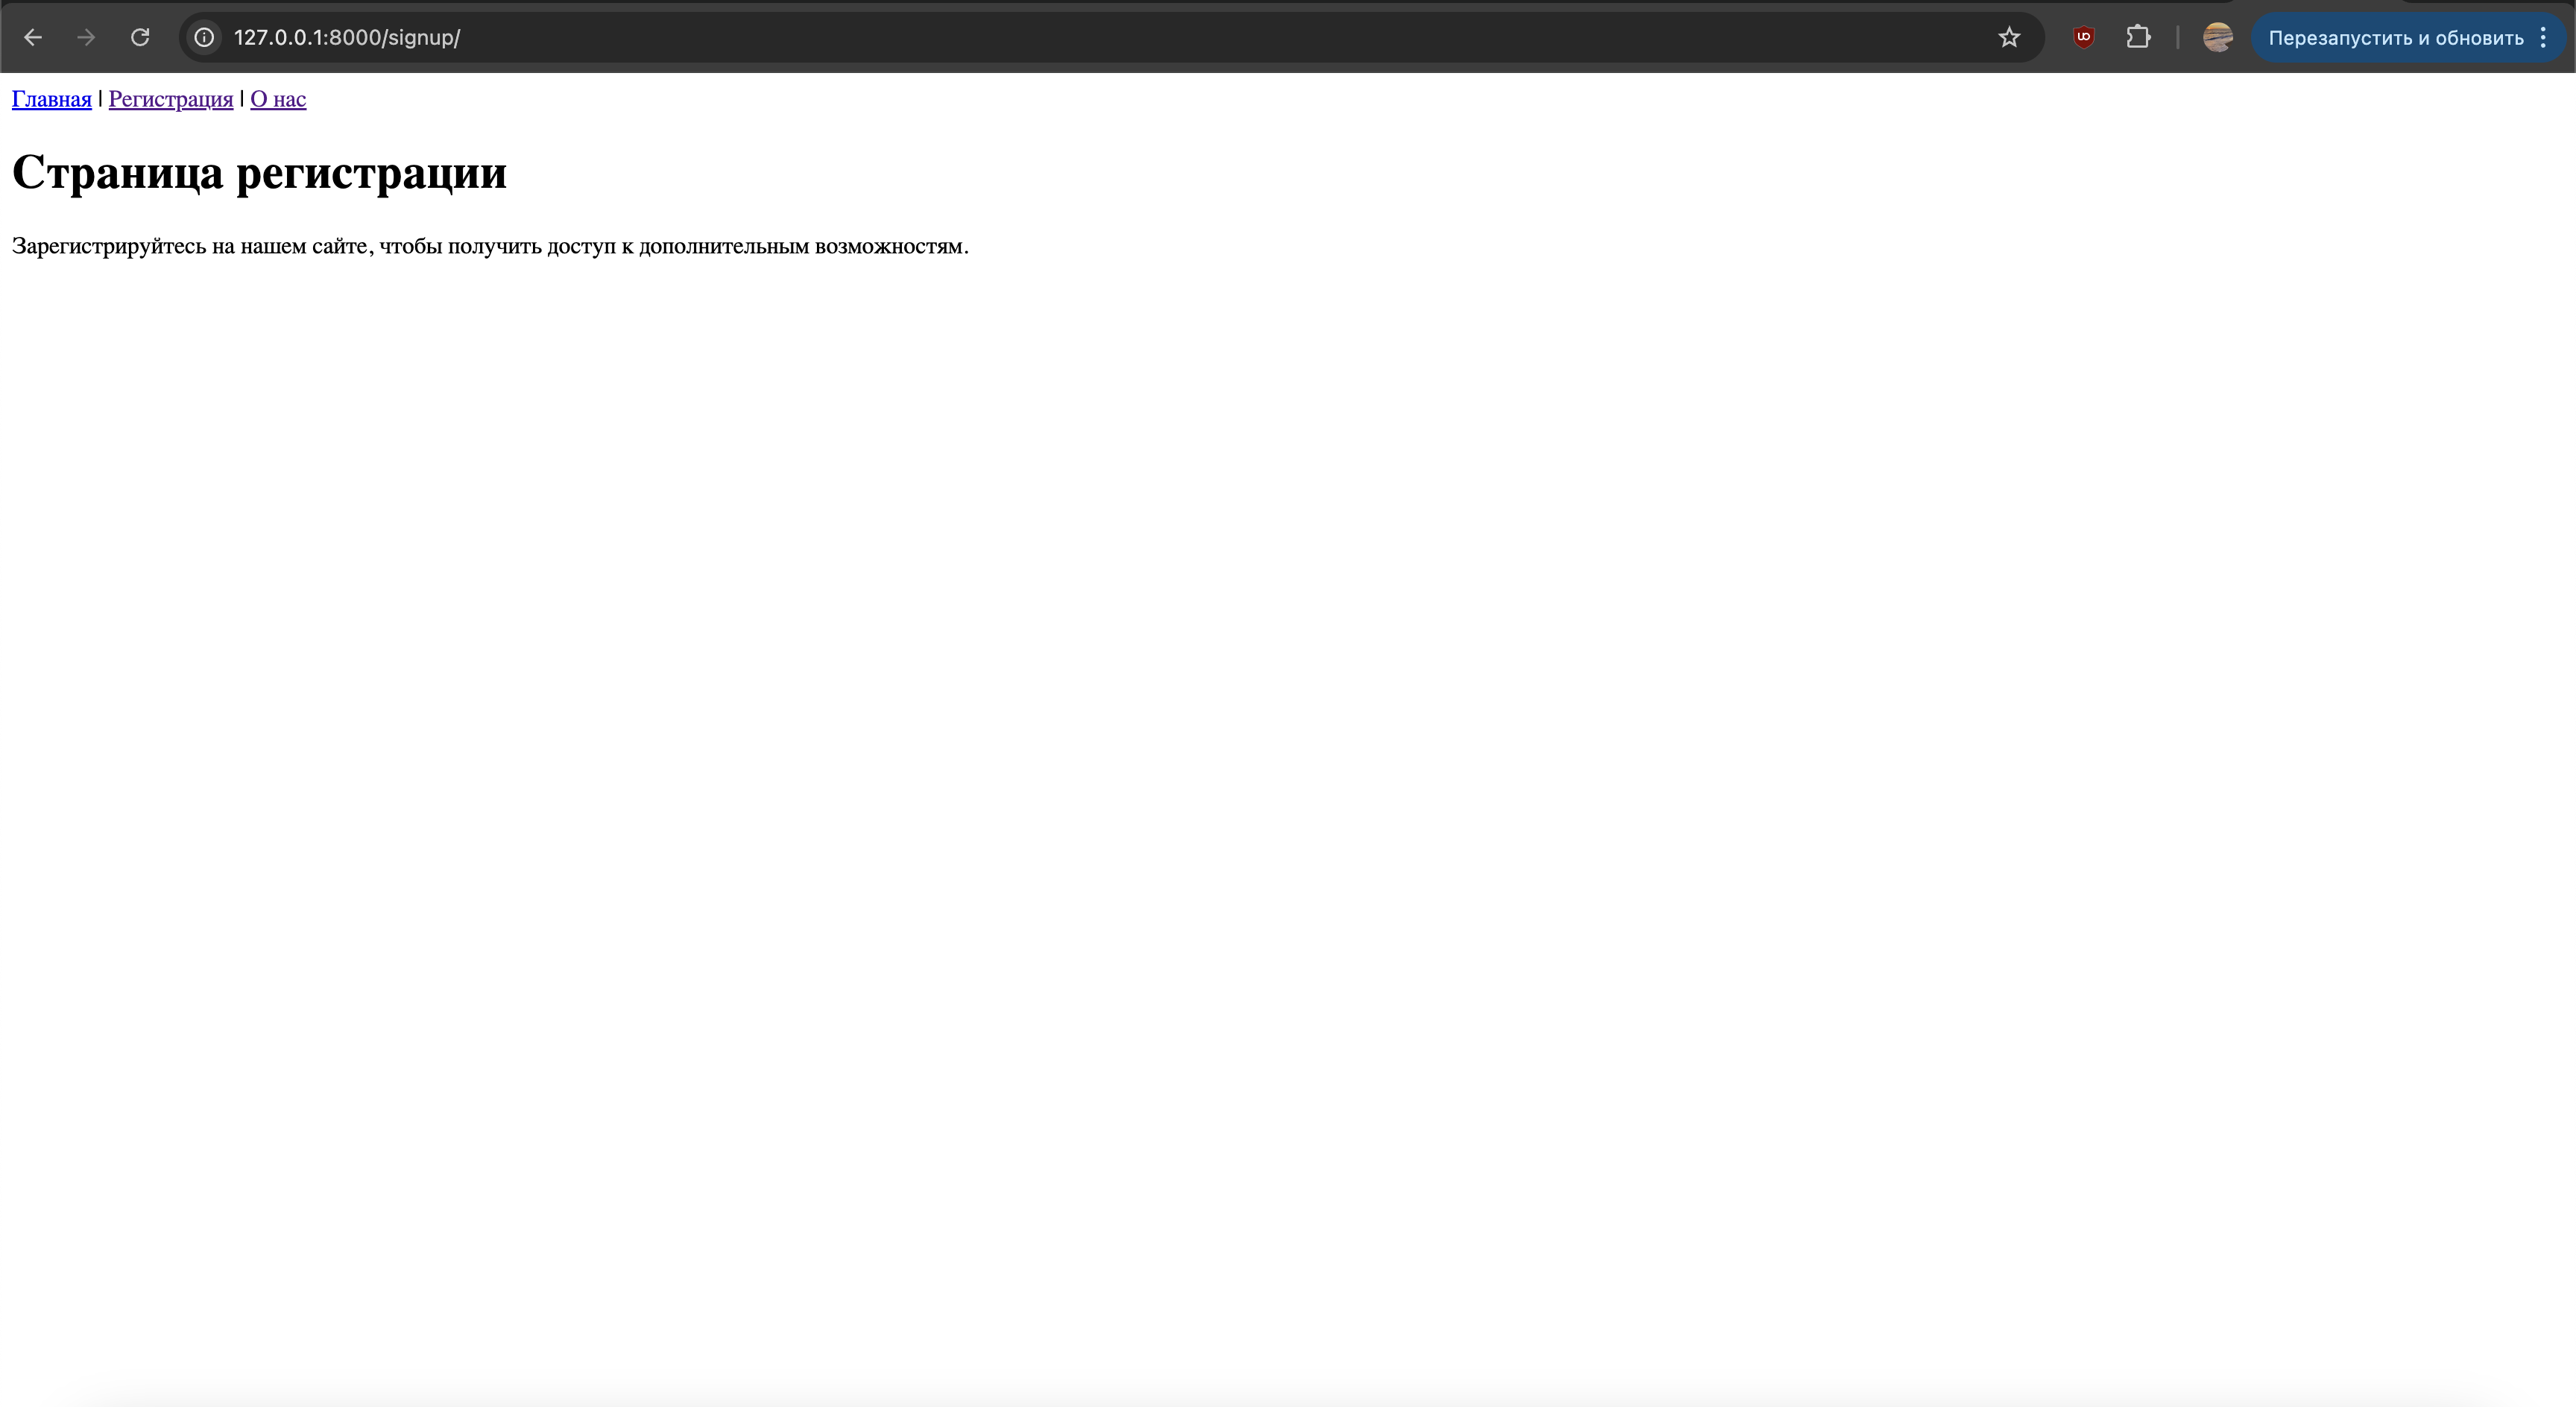 127.0.0.1:8000/signup/
Перезапустить и обновить
Главная | Регистрация | О нас
Страница регистрации
Зарегистрируйтесь на нашем сайте, чтобы получить доступ к дополнительным возможностям.